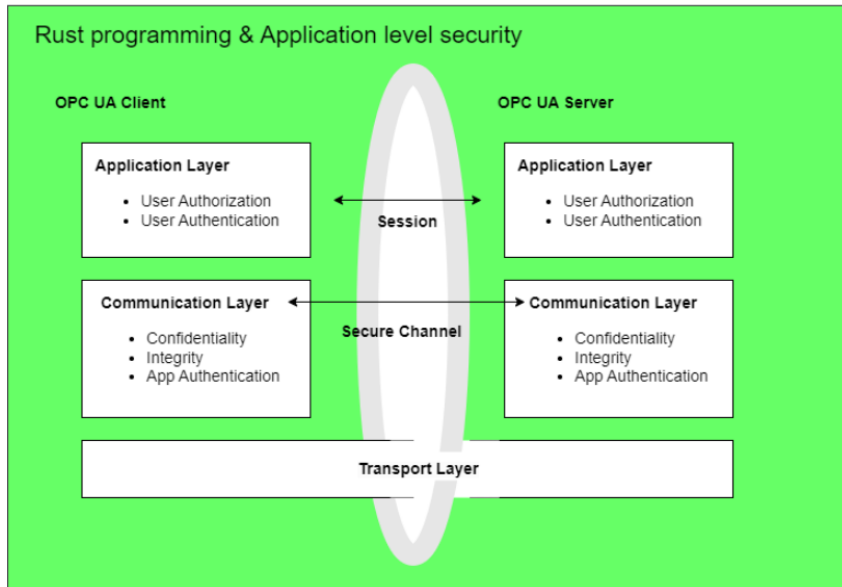 Rust programming & Application level security
OPC UA Client
OPC UA Server
Application Layer
• User Authorization
• User Authentication
Session
Application Layer
• User Authorization
• User Authentication
Communication Layer
• Confidentiality
• Integrity
• App Authentication
Secure Channel
Communication Layer
• Confidentiality
• Integrity
• App Authentication
Transport Layer